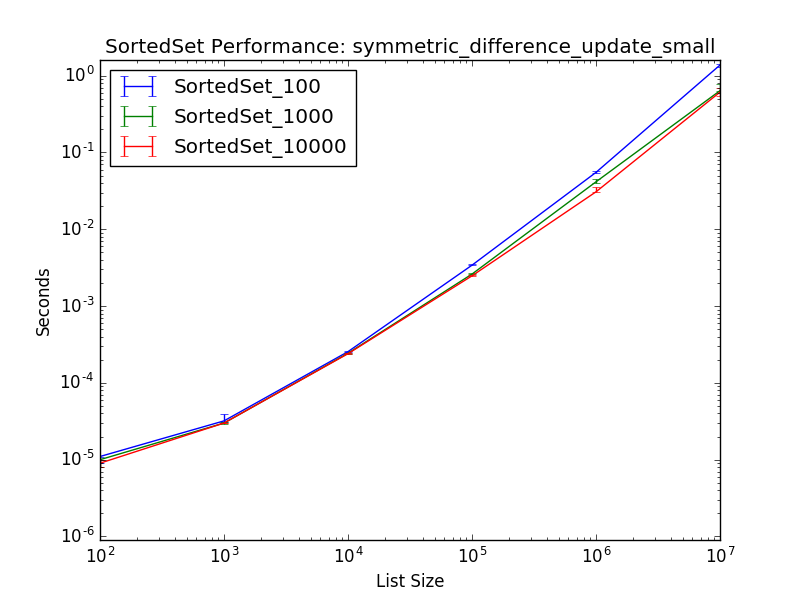 SortedSet Performance: symmetric_difference_update_small
SortedSet_100
SortedSet_1000
SortedSet_10000
10^0
10^-1
10^-2
10^-3
10^-4
10^-5
10^-6
Seconds
10^2 10^3 10^4 10^5 10^6 10^7
List Size